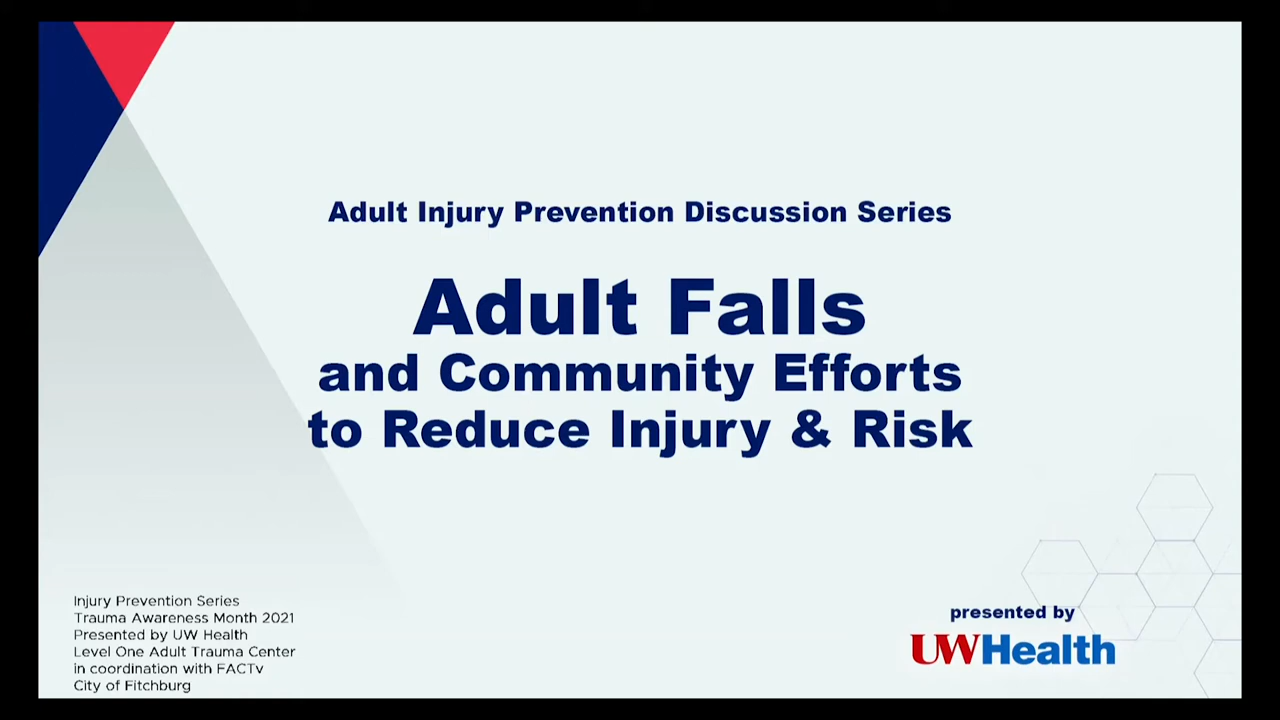 Adult Injury Prevention Discussion Series
Adult Falls
and Community Efforts
to Reduce Injury & Risk
Injury Prevention Series
Trauma Awareness Month 2021
Presented by UW Health
Level One Adult Trauma Center
in coordination with FACTv
City of Fitchburg
presented by
UWHealth